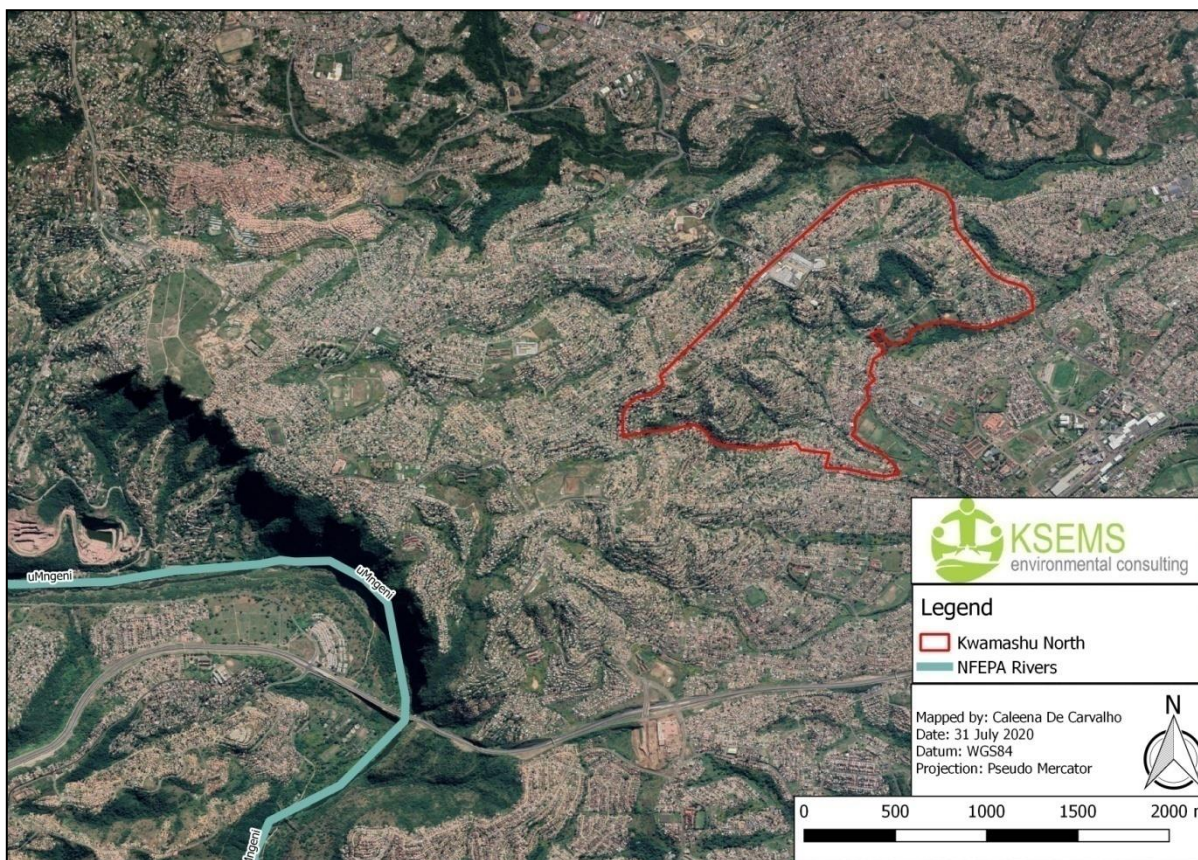 uMngeni
uMngeni
uMngeni
KSEMS
environmental consulting
Legend
Kwamashu North
NFEPA Rivers
Mapped by: Caleena De Carvalho
Date: 31 July 2020
Datum: WGS84
Projection: Pseudo Mercator
N
0 500 1000 1500 2000 m